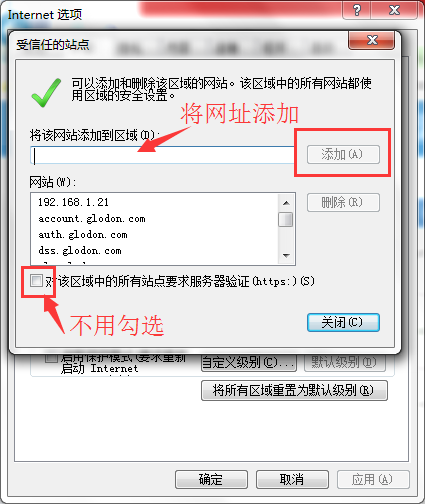 Internet 选项
受信任的站点
可以添加和删除该区域的网站。该区域中的所有网站都使
用区域的安全设置。
将网址添加
将该网站添加到区域(D):
添加(A)
网站(W):
192.168.1.21
account.glodon.com
auth.glodon.com
dss.glodon.com
删除(R)
对该区域中的所有站点要求服务器验证(https:)(S)
不用勾选
关闭(C)
启用保护模式(要求重新
启动 Internet
自定义级别(C)...
默认级别(D)
将所有区域重置为默认级别(R)
确定
取消
应用(A)